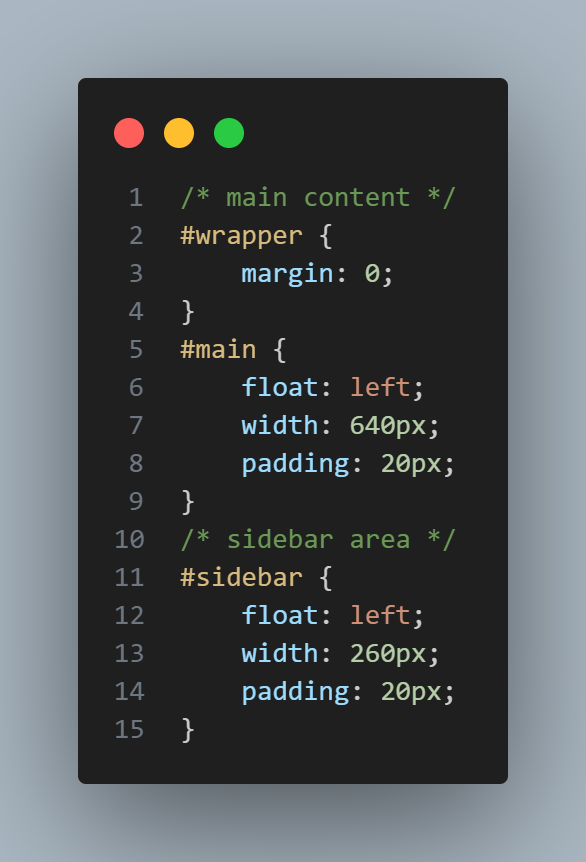 1 /* main content */
2 #wrapper {
3     margin: 0;
4 }
5 #main {
6     float: left;
7     width: 640px;
8     padding: 20px;
9 }
10 /* sidebar area */
11 #sidebar {
12     float: left;
13     width: 260px;
14     padding: 20px;
15 }